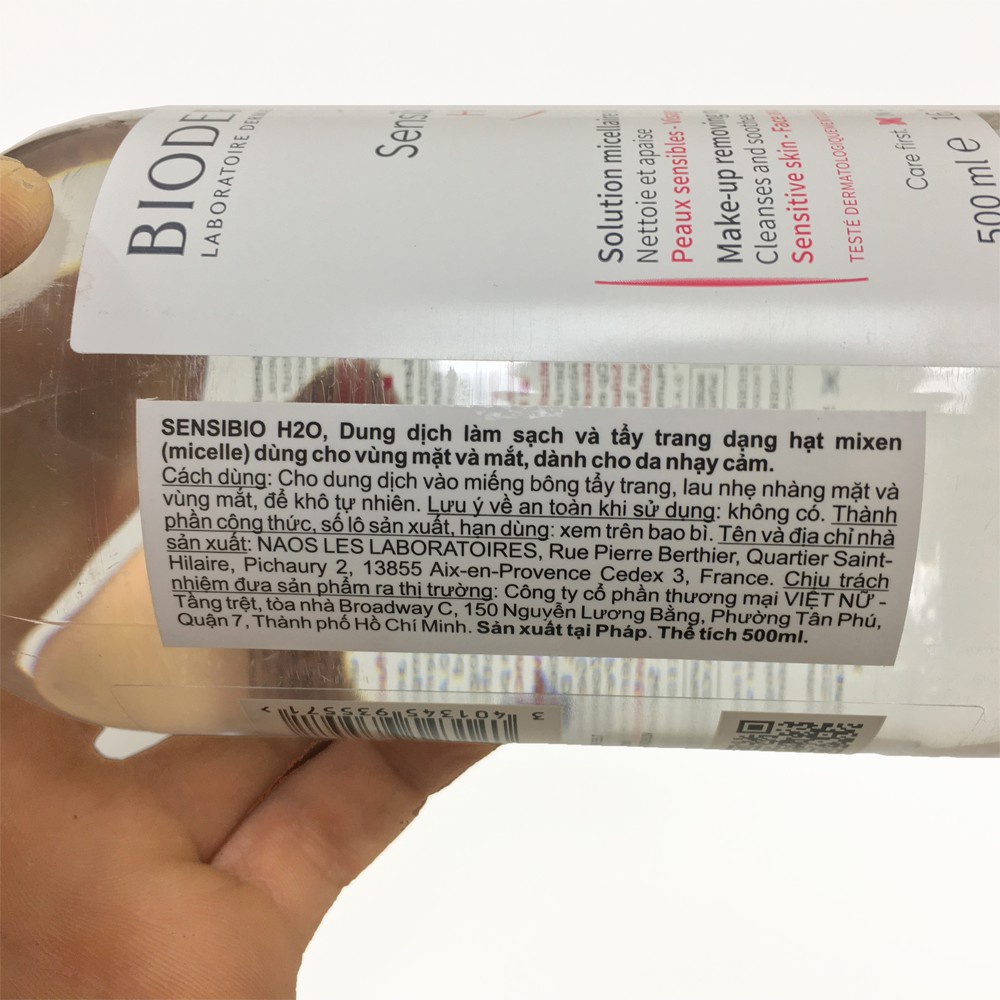 LABORATOIRE
Solution micellaire
Nettoie et apaise
Peaux sensibles -
Make-up removing
Cleanses and soothes
Sensitive skin - Face
TESTÉ DERMATOLOGIQUEMENT
Care first.
500 ml e
SENSIBIO H2O, Dung dịch làm sạch và tẩy trang dạng hạt mixen
(micelle) dùng cho vùng mặt và mắt, dành cho da nhạy cảm.
Cách dùng: Cho dung dịch vào miếng bông tẩy trang, lau nhẹ nhàng mặt và
vùng mắt, để khô tự nhiên. Lưu ý về an toàn khi sử dụng: không có. Thành
phần công thức, số lô sản xuất, hạn dùng: xem trên bao bì. Tên và địa chỉ nhà
sản xuất: NAOS LES LABORATOIRES, Rue Pierre Berthier, Quartier Saint-
Hilaire, Pichaury 2, 13855 Aix-en-Provence Cedex 3, France. Chịu trách
nhiệm đưa sản phẩm ra thị trường: Công ty cổ phần thương mại VIỆT NỮ -
Tầng trệt, tòa nhà Broadway C, 150 Nguyễn Lương Bằng, Phường Tân Phú,
Quận 7, Thành phố Hồ Chí Minh. Sản xuất tại Pháp. Thể tích 500ml.
3 401345 935571 >